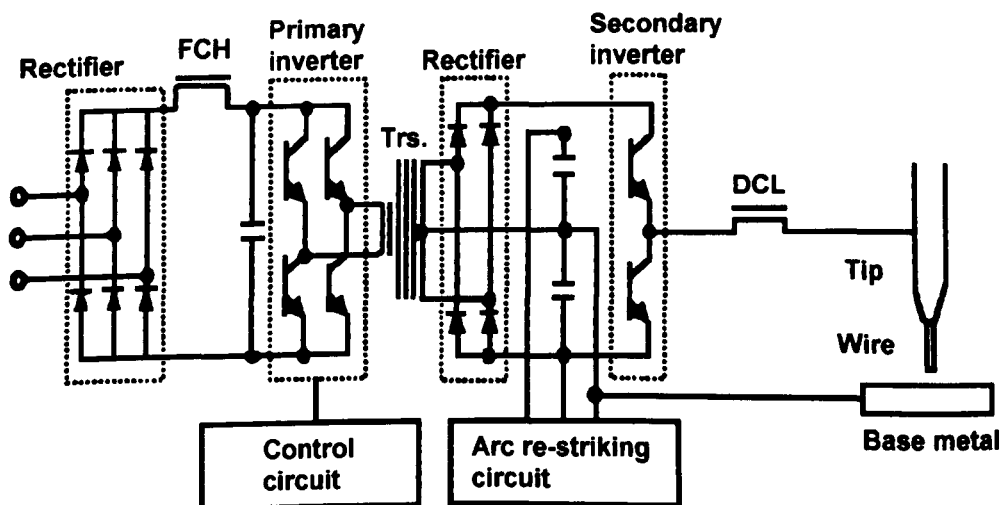 Rectifier
FCH
Primary
inverter
Trs.
Rectifier
Secondary
inverter
DCL
Tip
Wire
Base metal
Control
circuit
Arc re-striking
circuit